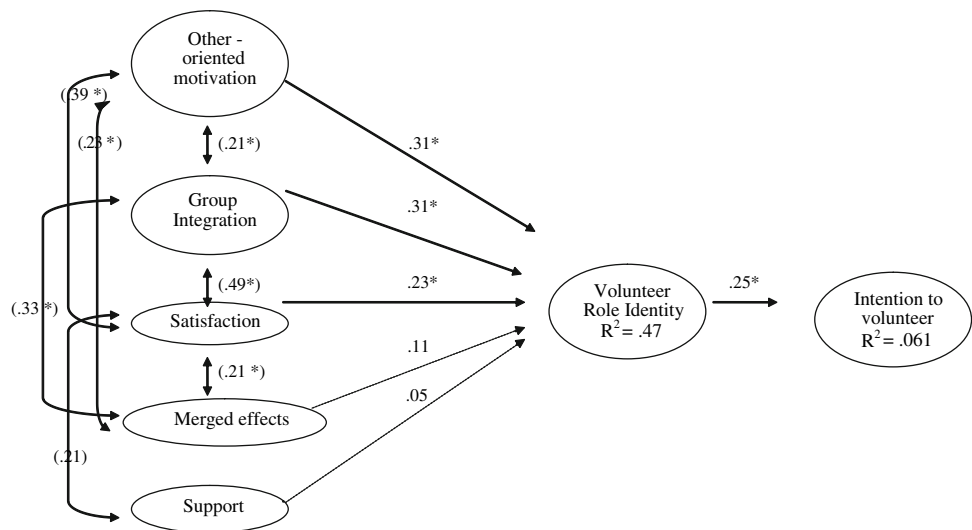 Other -
oriented
motivation
(.39 *)
(.23 *)
(.21*)
.31*
Group
Integration
.31*
(.49*)
.23*
(.33 *)
Satisfaction
Volunteer
Role Identity
R² = .47
.25*
Intention to
volunteer
R² = .061
.11
(.21 *)
.05
Merged effects
(.21)
Support